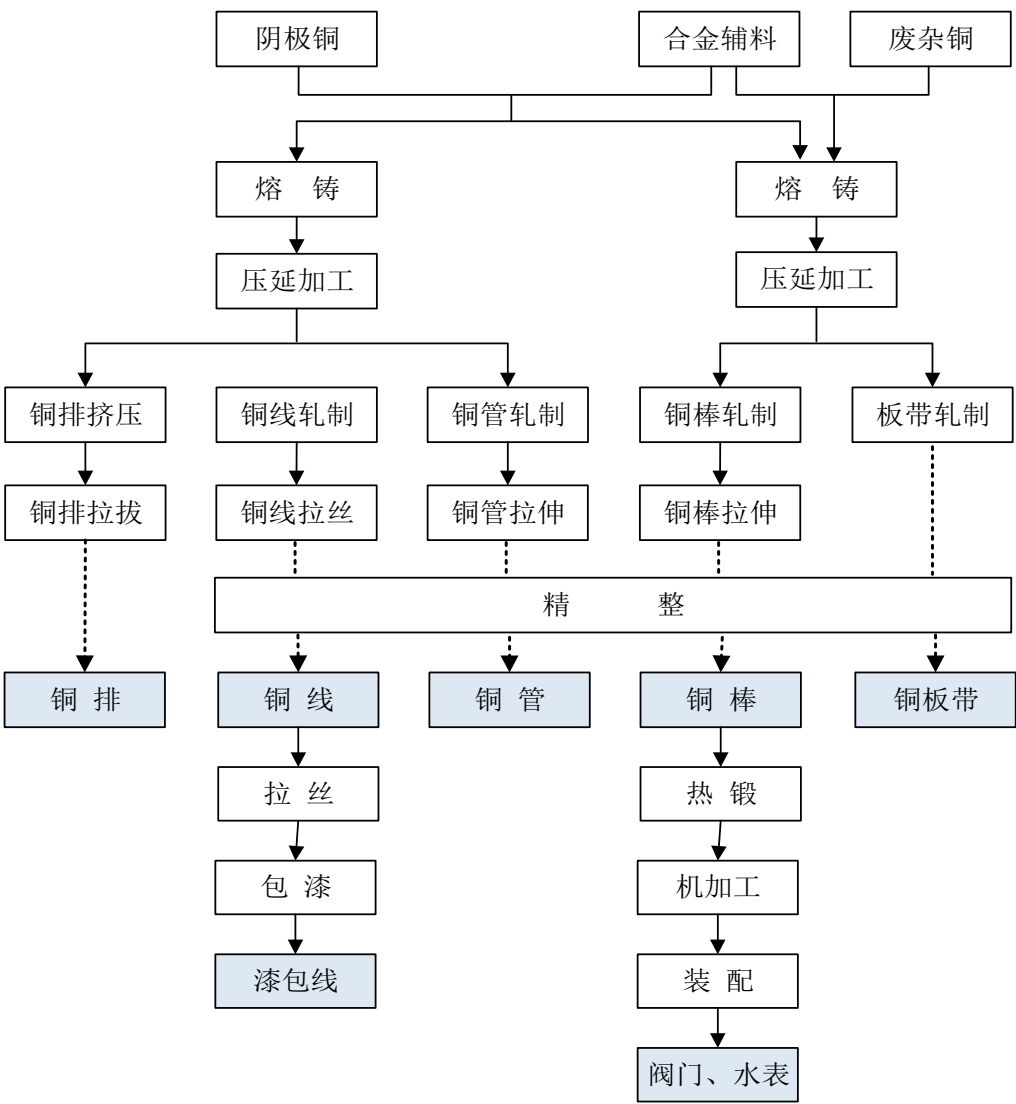 阴极铜
合金辅料
废杂铜
熔 铸
熔 铸
压延加工
压延加工
铜排挤压
铜线轧制
铜管轧制
铜棒轧制
板带轧制
铜排拉拔
铜线拉丝
铜管拉伸
铜棒拉伸
精 整
铜 排
铜 线
铜 管
铜 棒
铜板带
拉 丝
热 锻
包 漆
机加工
漆包线
装 配
阀门、水表